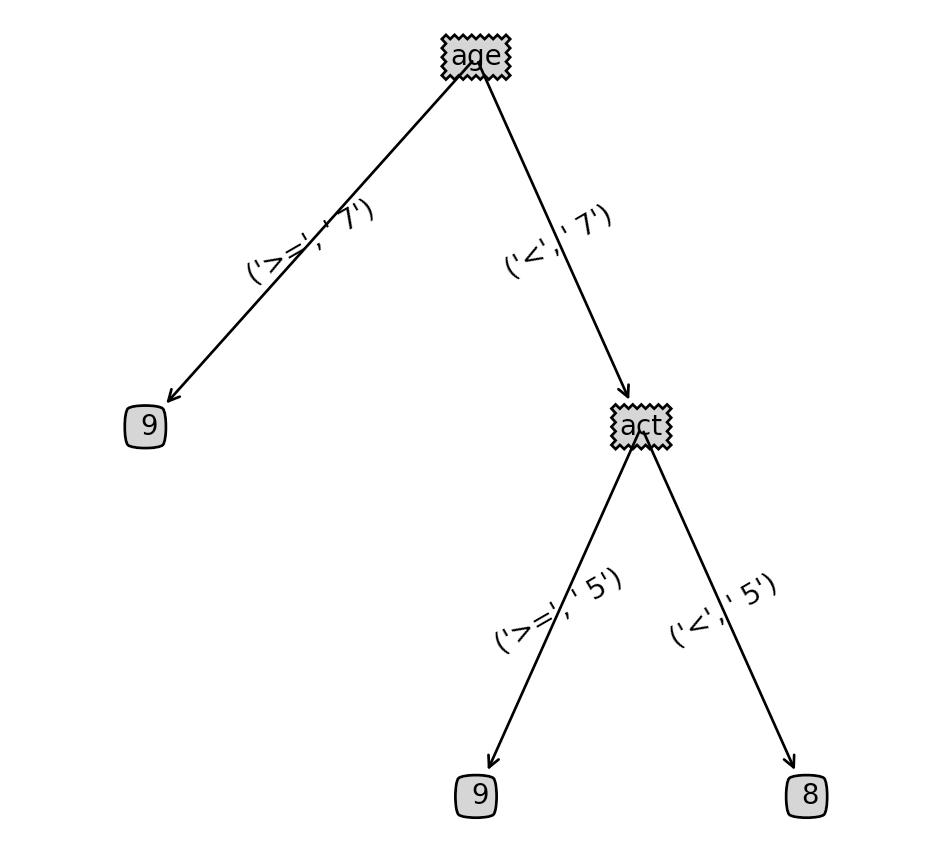 age
('>=', ' 7')
('<', ' 7')
9
act
('>=', ' 5')
('<', ' 5')
9
8